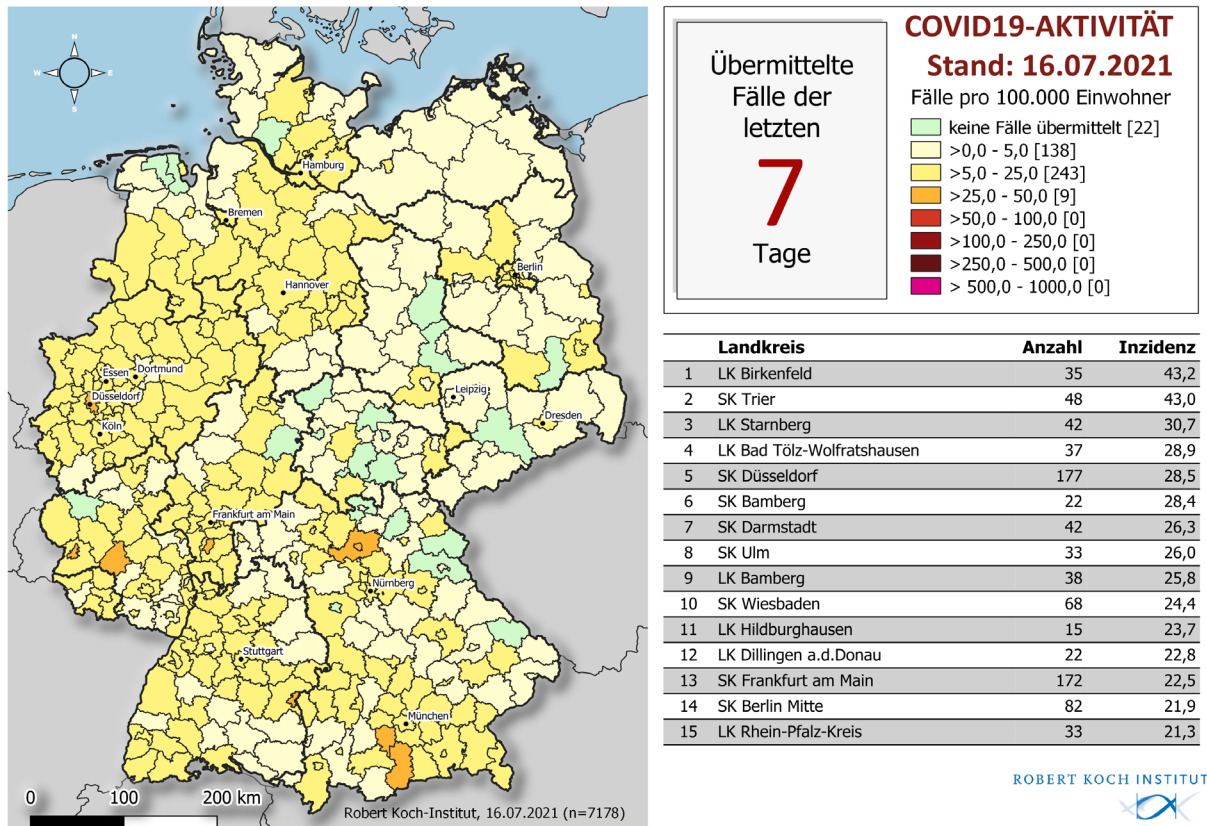 N
W E
S
Hamburg
Bremen
Berlin
Hannover
Essen Dortmund
Düsseldorf
Köln
Leipzig
Dresden
Frankfurt am Main
Nürnberg
Stuttgart
München
0 100 200 km
Robert Koch-Institut, 16.07.2021 (n=7178)
Übermittelte
Fälle der
letzten
7
Tage
COVID19-AKTIVITÄT
Stand: 16.07.2021
Fälle pro 100.000 Einwohner
keine Fälle übermittelt [22]
>0,0 - 5,0 [138]
>5,0 - 25,0 [243]
>25,0 - 50,0 [9]
>50,0 - 100,0 [0]
>100,0 - 250,0 [0]
>250,0 - 500,0 [0]
> 500,0 - 1000,0 [0]
Landkreis Anzahl Inzidenz
1 LK Birkenfeld 35 43,2
2 SK Trier 48 43,0
3 LK Starnberg 42 30,7
4 LK Bad Tölz-Wolfratshausen 37 28,9
5 SK Düsseldorf 177 28,5
6 SK Bamberg 22 28,4
7 SK Darmstadt 42 26,3
8 SK Ulm 33 26,0
9 LK Bamberg 38 25,8
10 SK Wiesbaden 68 24,4
11 LK Hildburghausen 15 23,7
12 LK Dillingen a.d.Donau 22 22,8
13 SK Frankfurt am Main 172 22,5
14 SK Berlin Mitte 82 21,9
15 LK Rhein-Pfalz-Kreis 33 21,3
ROBERT KOCH INSTITUT